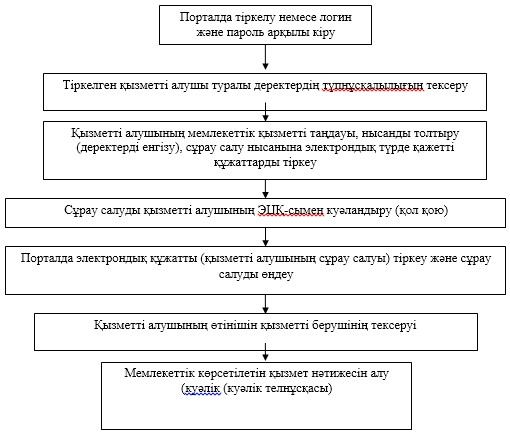 Порталда тіркелу немесе логин
және пароль арқылы кіру
Тіркелген қызметті алушы туралы деректердің түпнұсқалылығын тексеру
Қызметті алушының мемлекеттік қызметті таңдауы, нысанды толтыру
(деректерді енгізу), сұрау салу нысанына электрондық түрде қажетті
құжаттарды тіркеу
Сұрау салуды қызметті алушының ЭЦК-сымен куәландыру (қол қою)
Порталда электрондық құжатты (қызметті алушының сұрау салуы) тіркеу және сұрау
салуды өңдеу
Қызметті алушының өтінішін қызметті берушінің тексеруі
Мемлекеттік көрсетілетін қызмет нәтижесін алу
(куәлік (куәлік телнұсқасы)